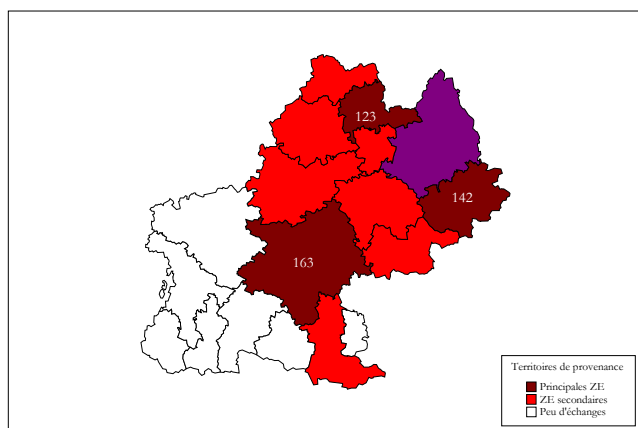 123
142
163
Territoires de provenance
Principales ZE
ZE secondaires
Peu d'échanges